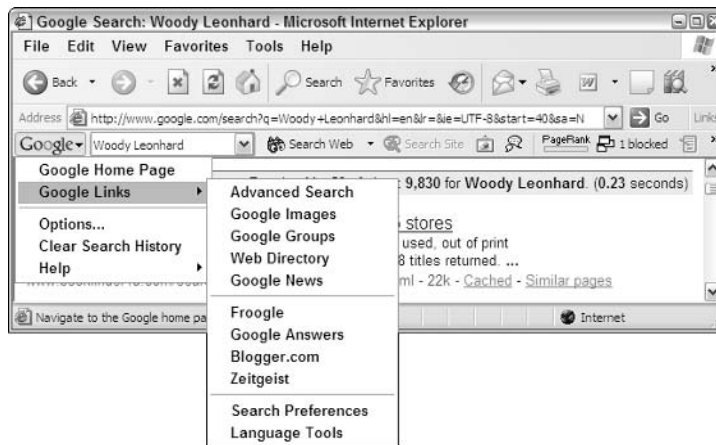 Google Search: Woody Leonhard - Microsoft Internet Explorer
File Edit View Favorites Tools Help
Back Search Favorites
Address http://www.google.com/search?q=Woody+Leonhard&hl=en&lr=&ie=UTF-8&start=40&sa=N Go Links
Google Woody Leonhard Search Web Search Site PageRank 1 blocked
Google Home Page
Google Links
Options...
Clear Search History
Help
9,830 for Woody Leonhard. (0.23 seconds)
Advanced Search
Google Images
Google Groups
Web Directory
Google News
Froogle
Google Answers
Blogger.com
Zeitgeist
Search Preferences
Language Tools
stores
used, out of print
8 titles returned. ...
ml - 22k - Cached - Similar pages
Navigate to the Google home pa
Internet